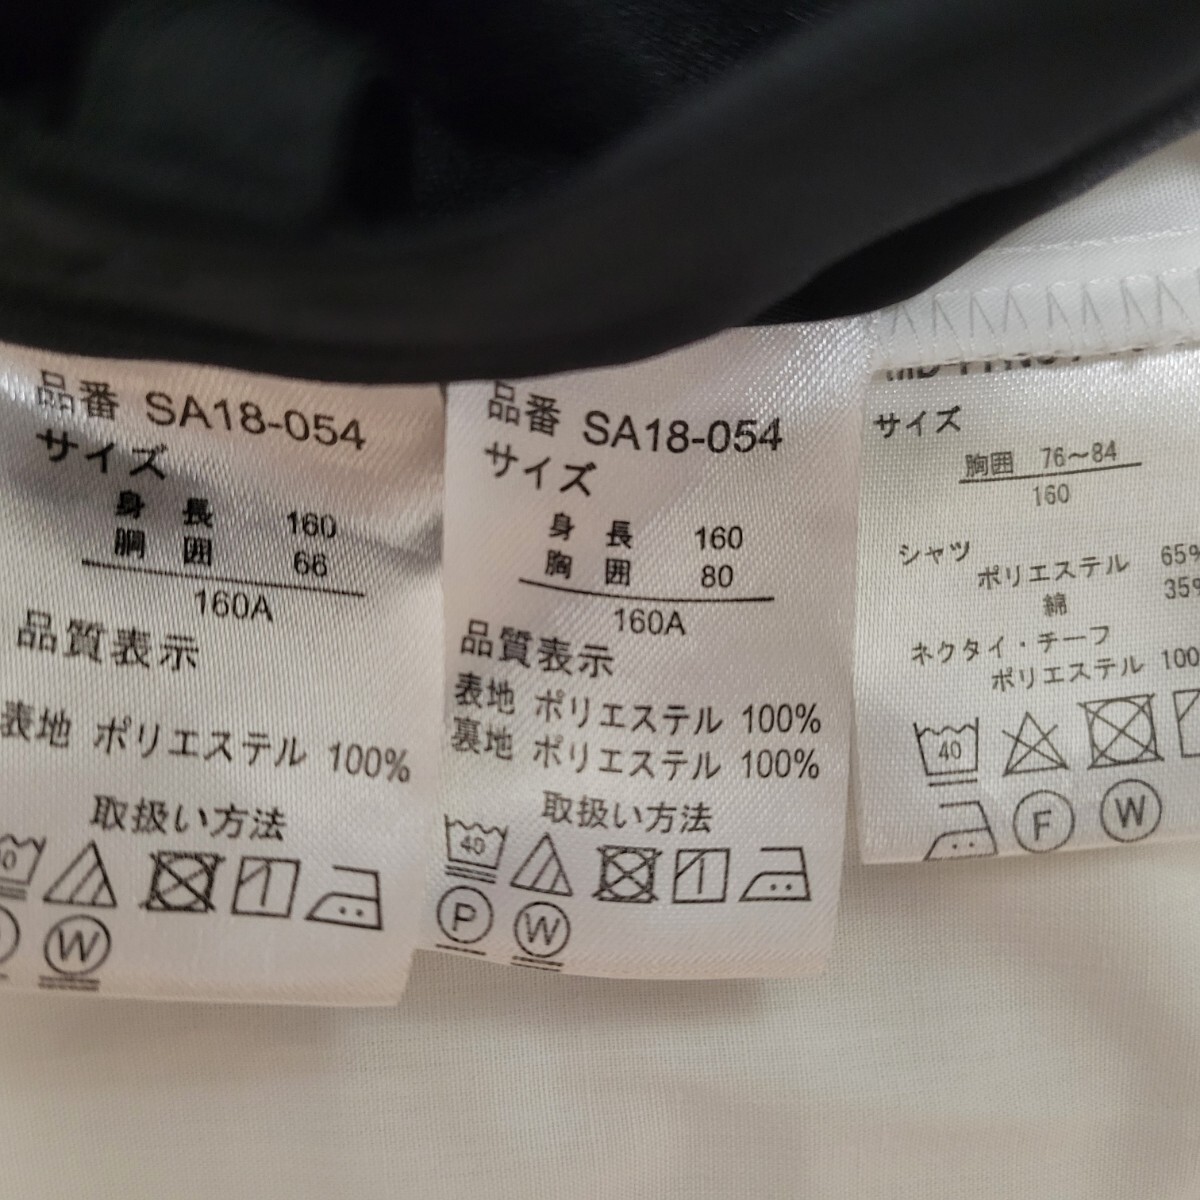 品番 SA18-054
サイズ
身長 160
胴囲 66
160A
品質表示
表地 ポリエステル 100%
取扱い方法
W
品番 SA18-054
サイズ
身長 160
胸囲 80
160A
品質表示
表地 ポリエステル 100%
裏地 ポリエステル 100%
取扱い方法
40
P W
サイズ
胸囲 76~84
160
シャツ
ポリエステル 65%
綿 35%
ネクタイ・チーフ
ポリエステル 100
40
F W